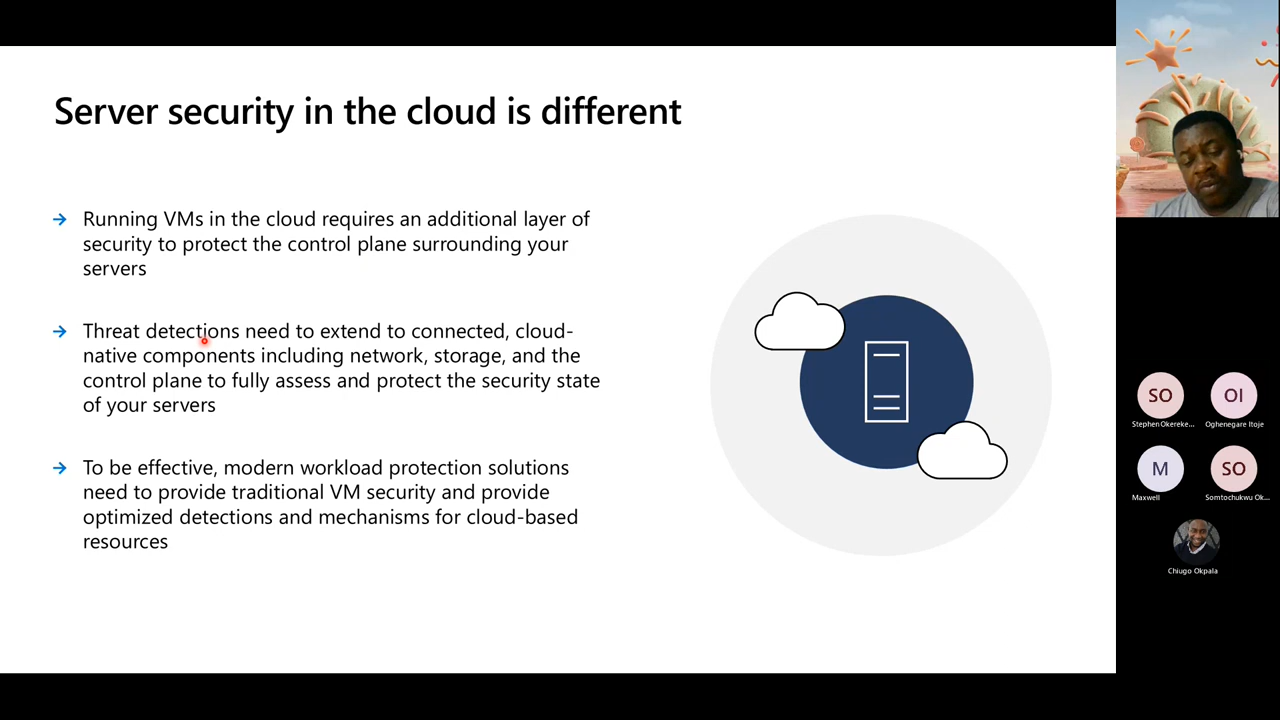 Server security in the cloud is different
Running VMs in the cloud requires an additional layer of
security to protect the control plane surrounding your
servers
Threat detections need to extend to connected, cloud-
native components including network, storage, and the
control plane to fully assess and protect the security state
of your servers
To be effective, modern workload protection solutions
need to provide traditional VM security and provide
optimized detections and mechanisms for cloud-based
resources
SO
OI
Stephen Okereke...
Oghenegare Itoje
M
SO
Maxwell
Somtochukwu Ok...
Chiugo Okpala